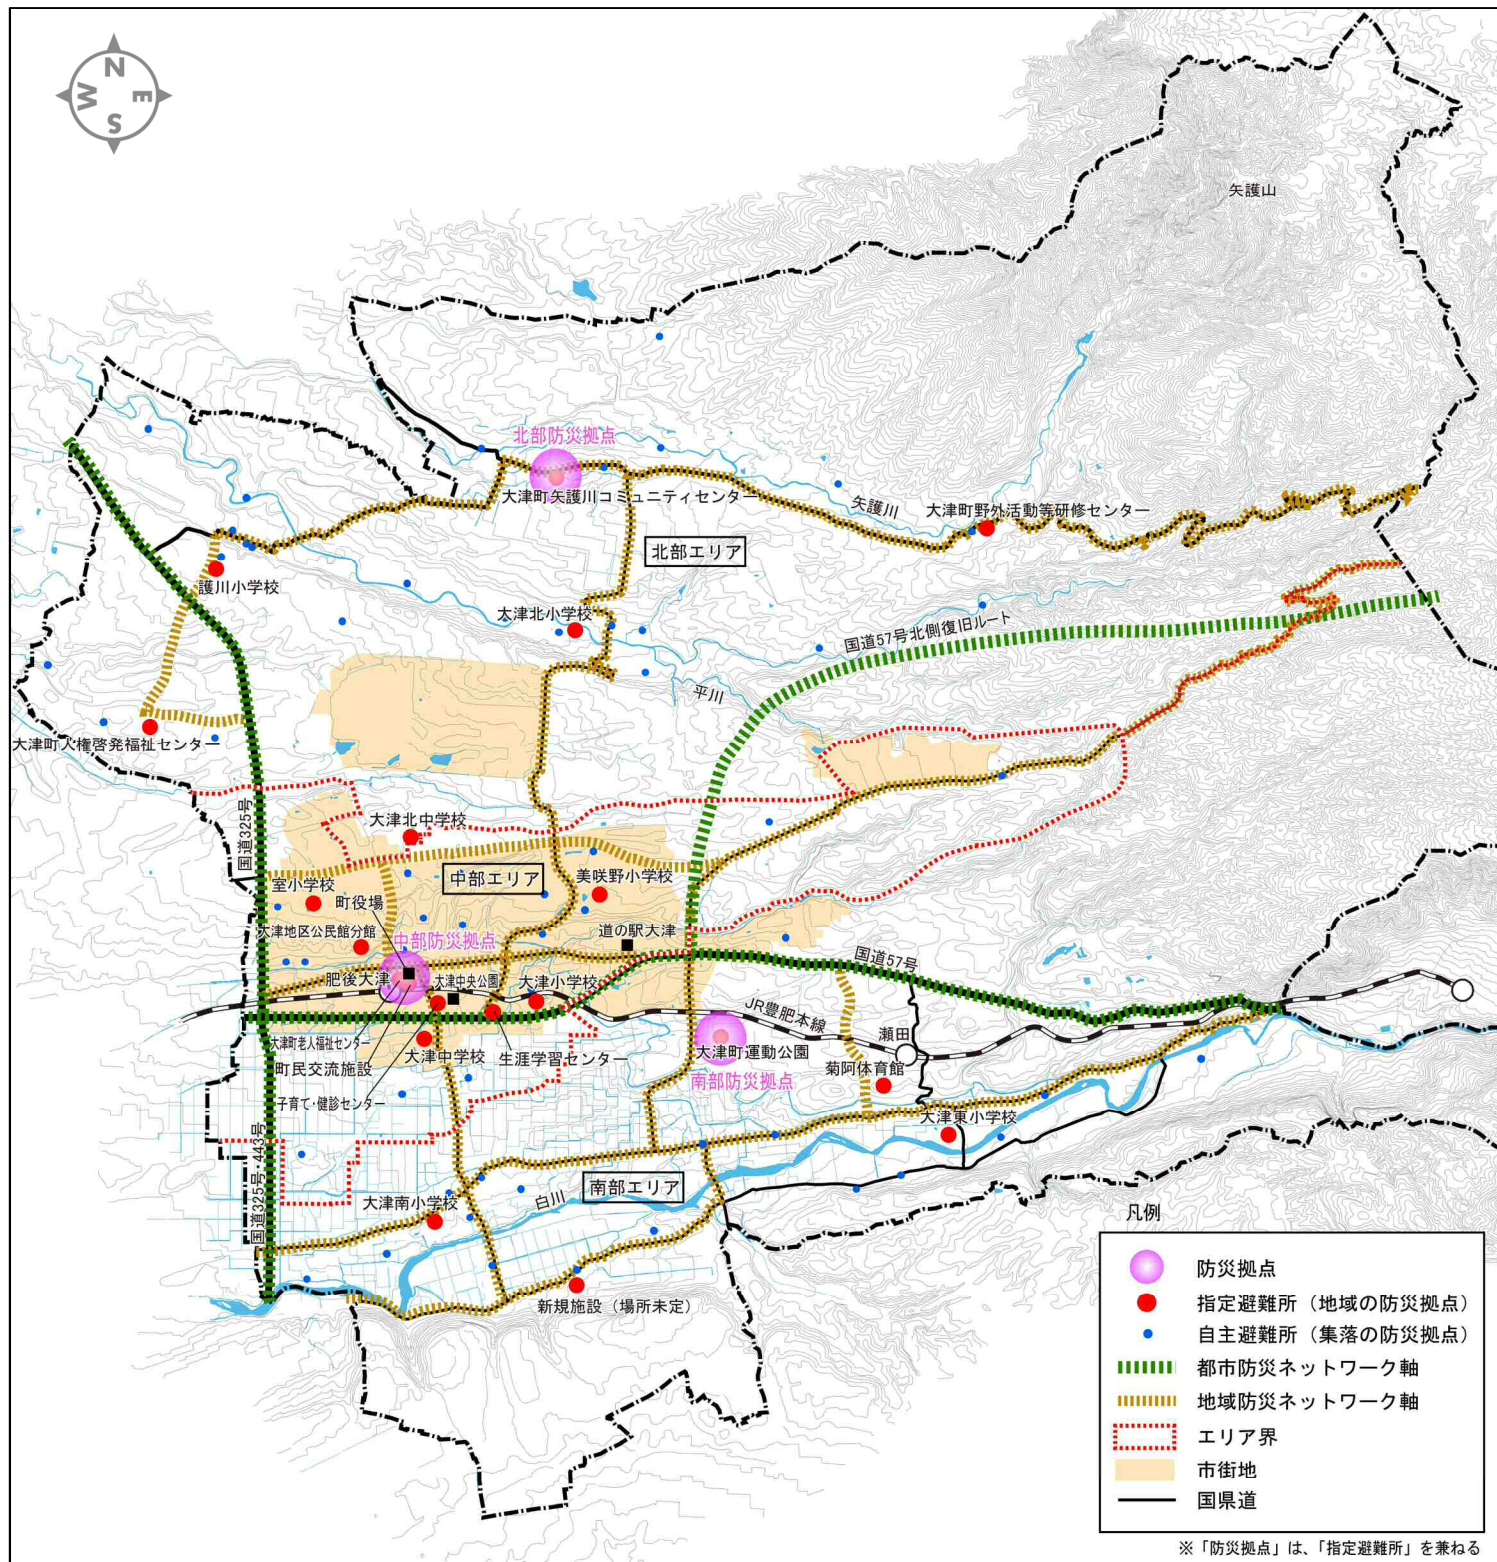 N
W
E
S
矢護山
北部防災拠点
大津町矢護川コミュニティセンター
矢護川
大津町野外活動等研修センター
北部エリア
護川小学校
大津北小学校
国道57号北側復旧ルート
平川
大津町人権啓発福祉センター
国道325号
大津北中学校
中部エリア
美咲野小学校
室小学校
町役場
大津地区公民館分館
中部防災拠点
道の駅大津
国道57号
肥後大津
大津中央公園
大津小学校
JR豊肥本線
瀬田
大津町老人福祉センター
大津中学校
生涯学習センター
大津町運動公園
町民交流施設
菊阿体育館
南部防災拠点
子育て・健診センター
大津東小学校
国道325号・443号
南部エリア
大津南小学校
白川
新規施設（場所未定）
凡例
防災拠点
指定避難所（地域の防災拠点）
自主避難所（集落の防災拠点）
都市防災ネットワーク軸
地域防災ネットワーク軸
エリア界
市街地
国県道
※「防災拠点」は、「指定避難所」を兼ねる